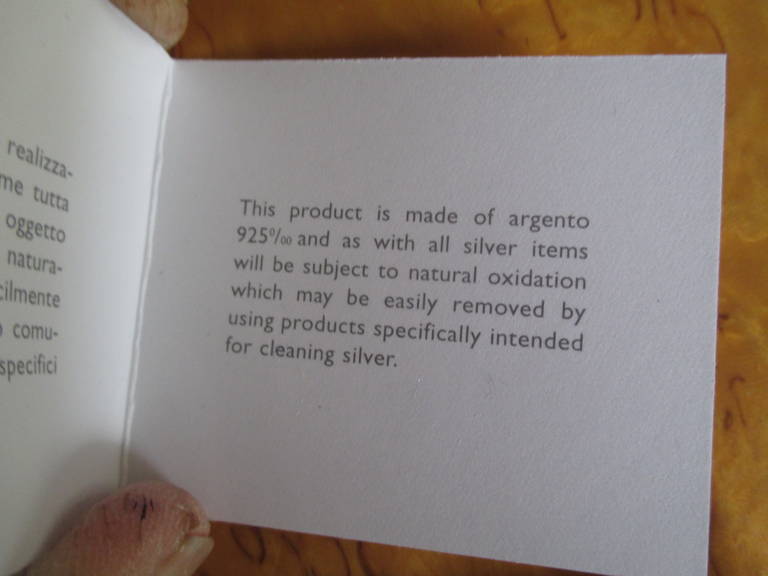 realizza-
me tutta
oggetto
natura-
cilmente
comu-
specifici
This product is made of argento
925‰ and as with all silver items
will be subject to natural oxidation
which may be easily removed by
using products specifically intended
for cleaning silver.